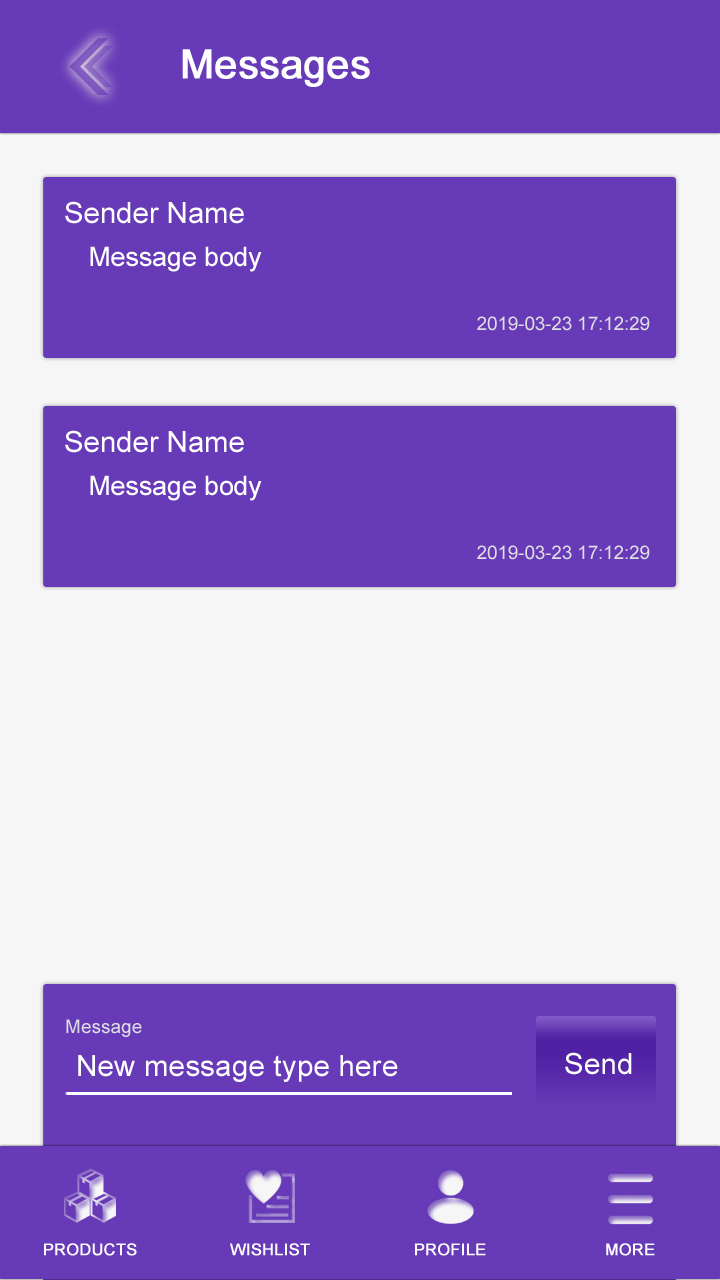 Messages
Sender Name
Message body
2019-03-23 17:12:29
Sender Name
Message body
2019-03-23 17:12:29
Message
New message type here
Send
PRODUCTS
WISHLIST
PROFILE
MORE